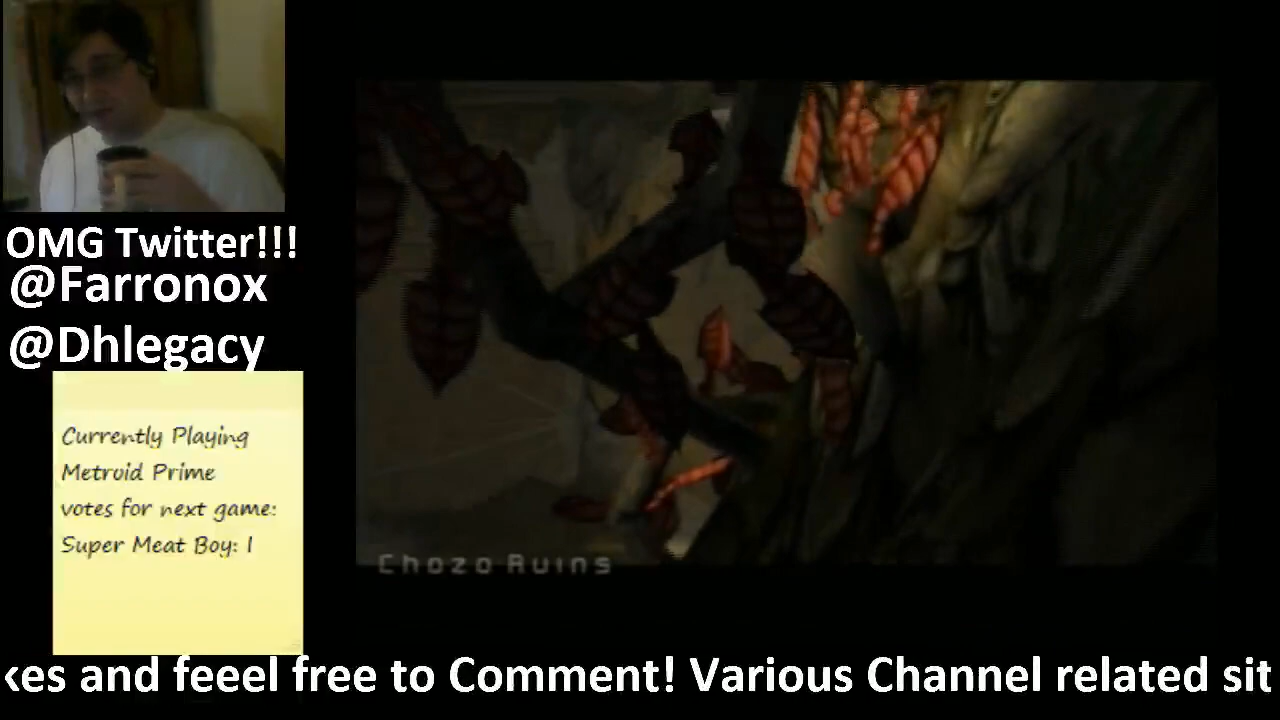 OMG Twitter!!!
@Farronox
@Dhlegacy
Currently Playing
Metroid Prime
votes for next game:
Super Meat Boy: 1
Chozo Ruins
kes and feeel free to Comment! Various Channel related sit